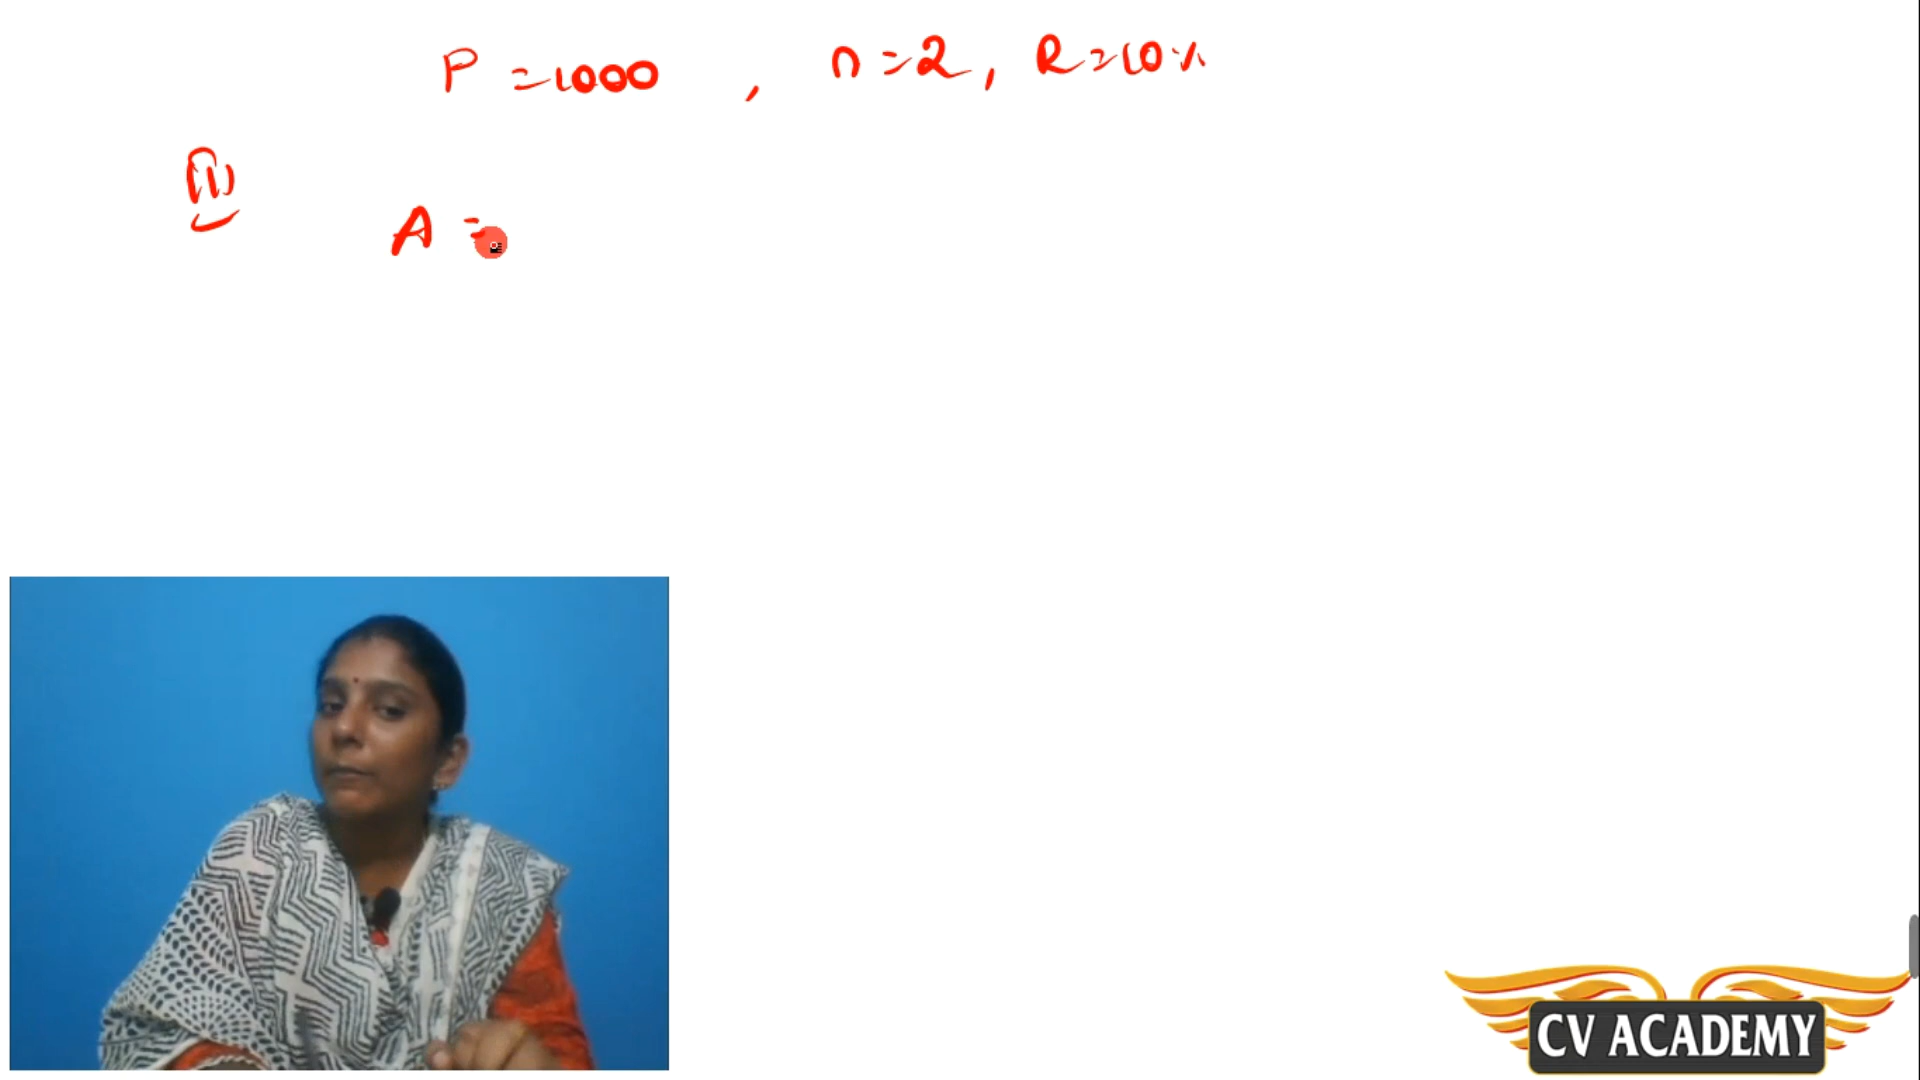 P = 1000 , n = 2 , R = 10%
A =
CV ACADEMY